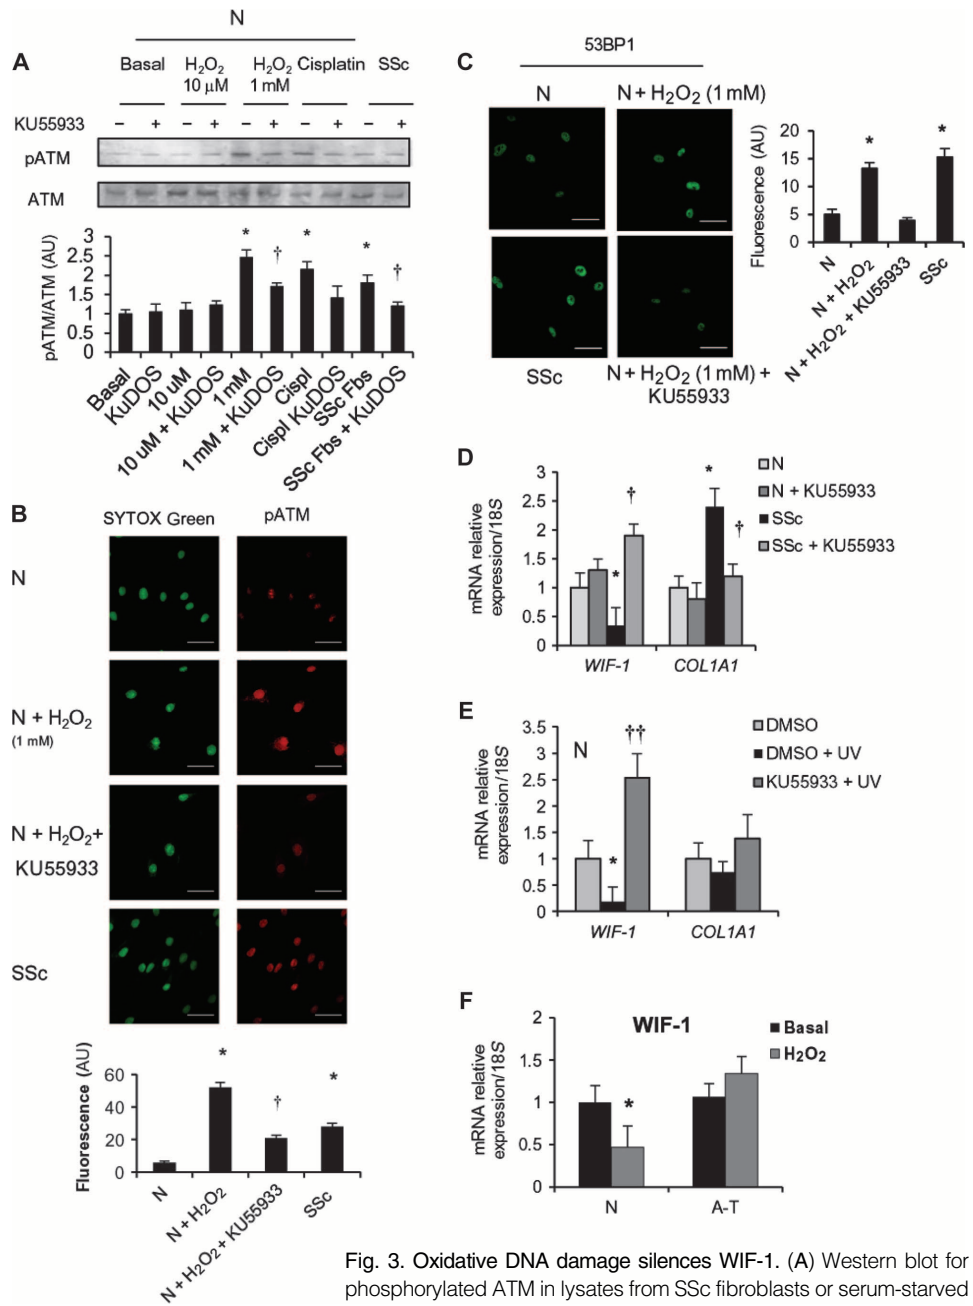 N
A
Basal H2O2 H2O2 Cisplatin SSc
10 µM 1 mM
KU55933 – + – + – + – + – +
pATM
ATM
pATM/ATM (AU)
3
2.5
2
1.5
1
0.5
0
* † * * †
Basal
KuDOS
10 uM
10 uM + KuDOS
1 mM
1 mM + KuDOS
Cispl
Cispl KuDOS
SSc Fbs
SSc Fbs + KuDOS
B
SYTOX Green pATM
N
N + H2O2
(1 mM)
N + H2O2+
KU55933
SSc
Fluorescence (AU)
60
40
20
0
* † *
N
N + H2O2
N + H2O2 + KU55933
SSc
C
53BP1
N N + H2O2 (1 mM)
SSc N + H2O2 (1 mM) +
KU55933
Fluorescence (AU)
20
15
10
5
0
* *
N
N + H2O2
N + H2O2 + KU55933
SSc
D
mRNA relative
expression/18S
3
2.5
2
1.5
1
0.5
0
* † * †
N
N + KU55933
SSc
SSc + KU55933
WIF-1 COL1A1
E
mRNA relative
expression/18S
3.5
3
2.5
2
1.5
1
0.5
0
N
* ††
DMSO
DMSO + UV
KU55933 + UV
WIF-1 COL1A1
F
mRNA relative
expression/18S
2
1.5
1
0.5
0
WIF-1
*
Basal
H2O2
N A-T
Fig. 3. Oxidative DNA damage silences WIF-1. (A) Western blot for
phosphorylated ATM in lysates from SSc fibroblasts or serum-starved